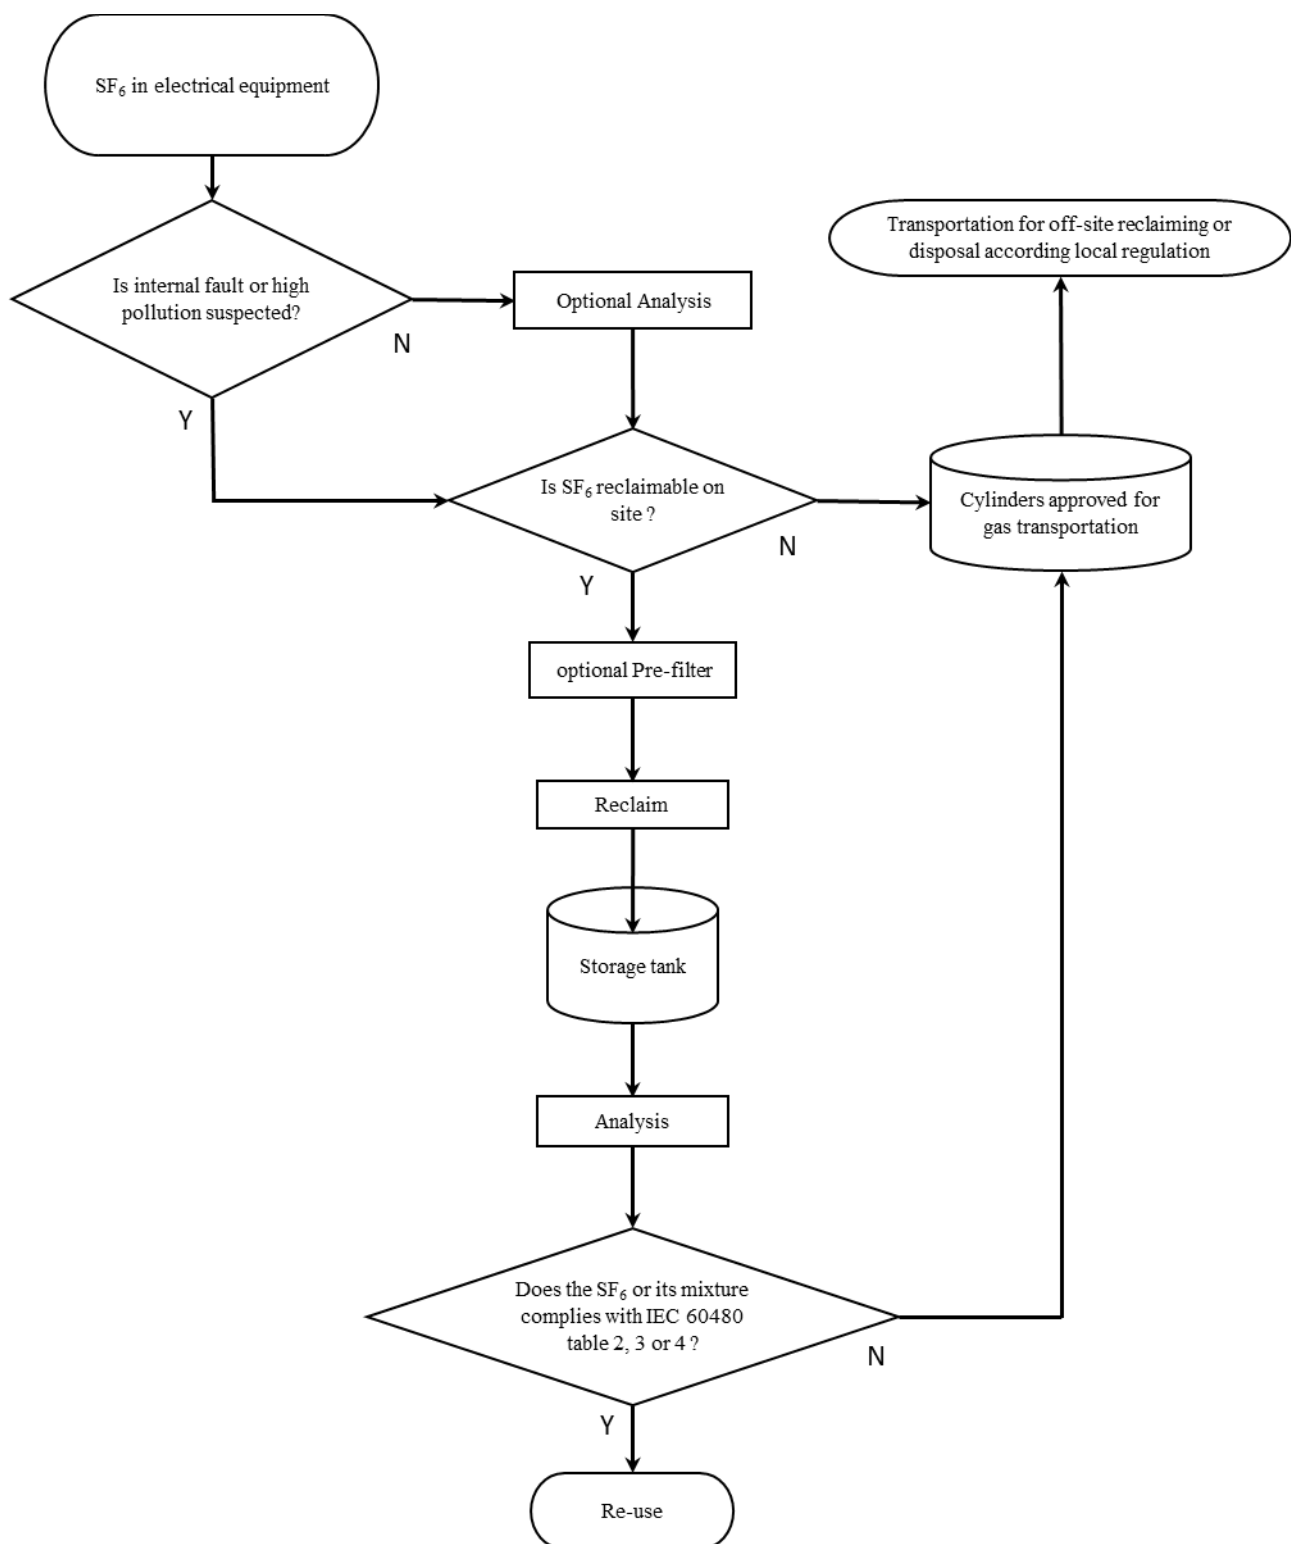 SF₆ in electrical equipment
Is internal fault or high
pollution suspected?
N
Y
Optional Analysis
Transportation for off-site reclaiming or
disposal according local regulation
Is SF₆ reclaimable on
site ?
N
Y
Cylinders approved for
gas transportation
optional Pre-filter
Reclaim
Storage tank
Analysis
Does the SF₆ or its mixture
complies with IEC 60480
table 2, 3 or 4 ?
N
Y
Re-use